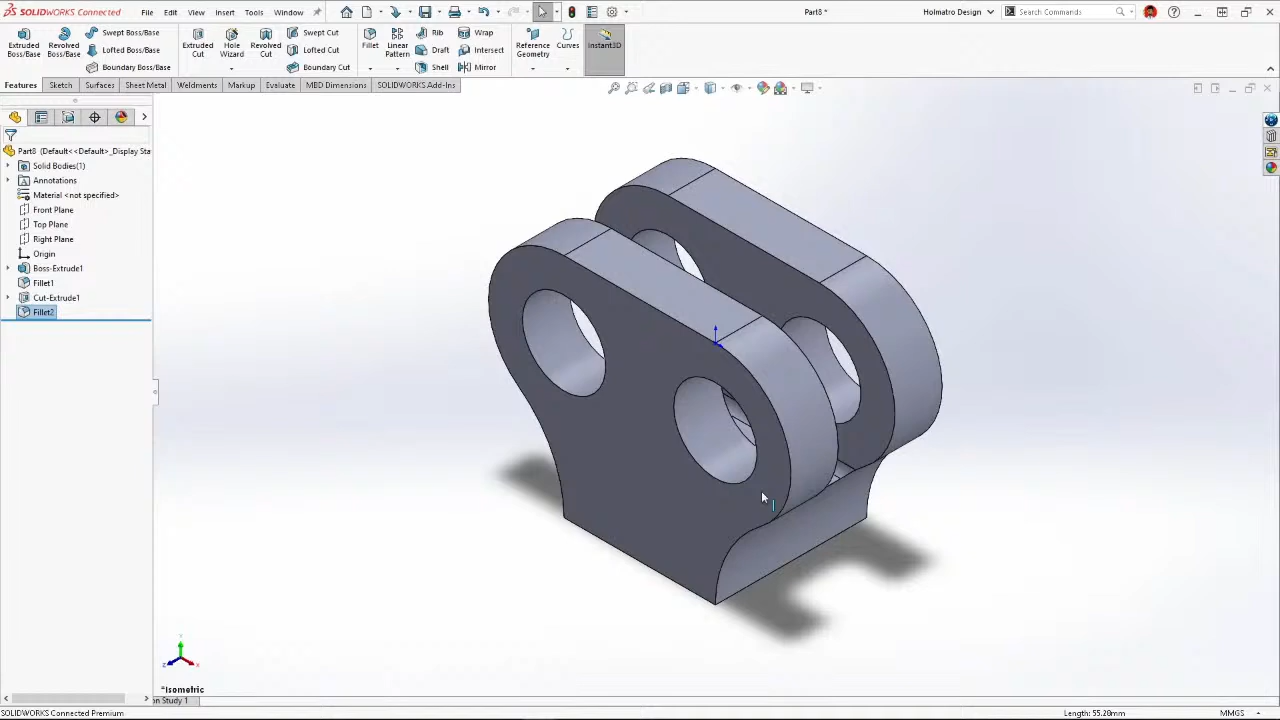 SOLIDWORKS Connected
File Edit View Insert Tools Window
Part8 *
Holmatro Design
Search Commands
Extruded Boss/Base
Revolved Boss/Base
Swept Boss/Base
Lofted Boss/Base
Boundary Boss/Base
Extruded Cut
Hole Wizard
Revolved Cut
Swept Cut
Lofted Cut
Boundary Cut
Fillet
Linear Pattern
Rib
Draft
Shell
Wrap
Intersect
Mirror
Reference Geometry
Curves
Instant3D
Features Sketch Surfaces Sheet Metal Weldments Markup Evaluate MBD Dimensions SOLIDWORKS Add-Ins
Part8 (Default<<Default>_Display Sta
Solid Bodies(1)
Annotations
Material <not specified>
Front Plane
Top Plane
Right Plane
Origin
Boss-Extrude1
Fillet1
Cut-Extrude1
Fillet2
Y
Z X
*Isometric
on Study 1
SOLIDWORKS Connected Premium
Length: 55.28mm
MMGS